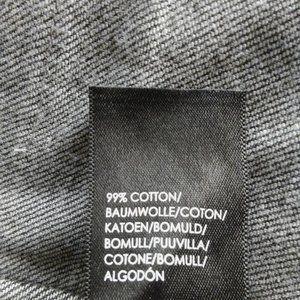 99% COTTON/
BAUMWOLLE/COTON/
KATOEN/BOMULD/
BOMULL/PUUVILLA/
COTONE/BOMULL/
ALGODÓN